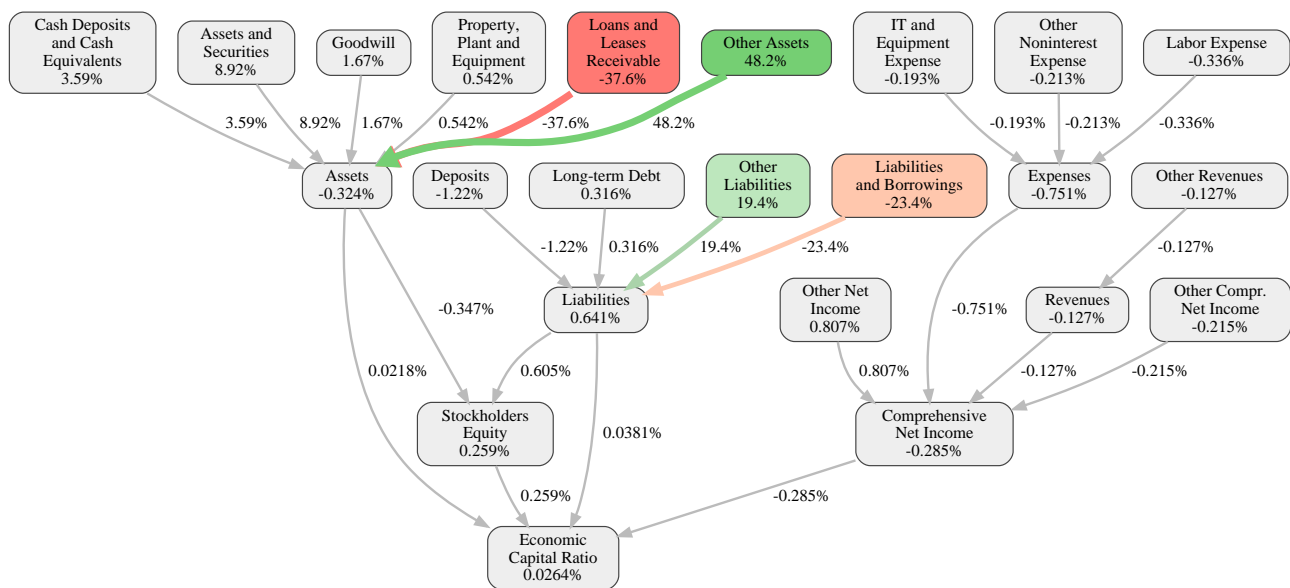 Cash Deposits
and Cash
Equivalents
3.59%
Assets and
Securities
8.92%
Goodwill
1.67%
Property,
Plant and
Equipment
0.542%
Loans and
Leases
Receivable
-37.6%
Other Assets
48.2%
IT and
Equipment
Expense
-0.193%
Other
Noninterest
Expense
-0.213%
Labor Expense
-0.336%
3.59%
8.92%
1.67%
0.542%
-37.6%
48.2%
-0.193%
-0.213%
-0.336%
Assets
-0.324%
Deposits
-1.22%
Long-term Debt
0.316%
Other
Liabilities
19.4%
Liabilities
and Borrowings
-23.4%
Expenses
-0.751%
Other Revenues
-0.127%
-1.22%
0.316%
19.4%
-23.4%
-0.127%
-0.347%
Liabilities
0.641%
Other Net
Income
0.807%
-0.751%
Revenues
-0.127%
Other Compr.
Net Income
-0.215%
0.0218%
0.605%
0.807%
-0.127%
-0.215%
Stockholders
Equity
0.259%
0.0381%
Comprehensive
Net Income
-0.285%
0.259%
-0.285%
Economic
Capital Ratio
0.0264%